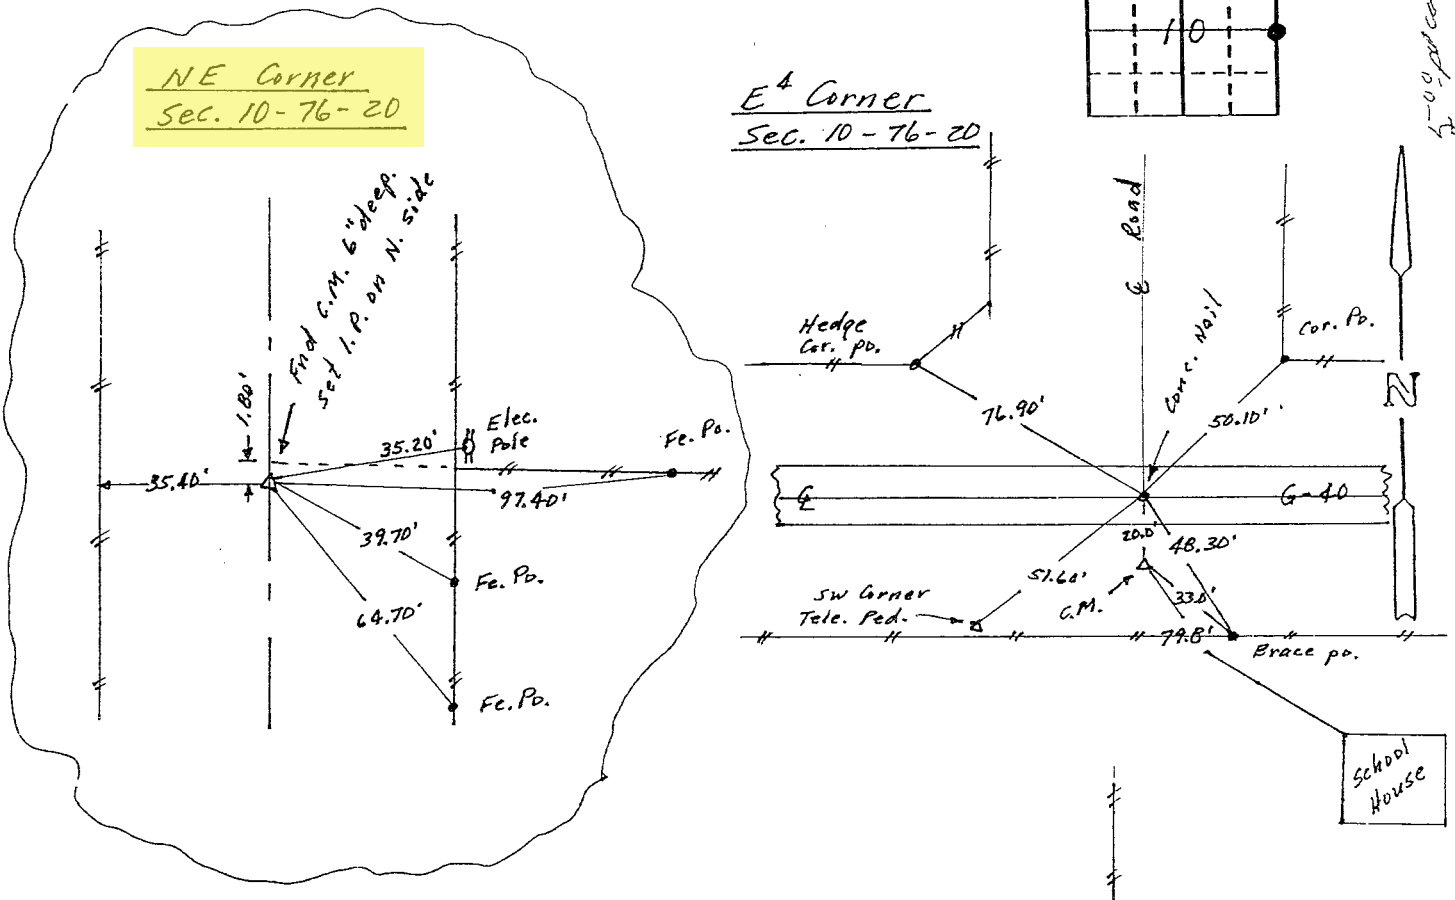 NE Corner
Sec. 10-76-20
Fnd C.M. 6" deep.
Set I.P. on N. side
1.80'
35.20'
Elec.
Pole
Fe. Po.
35.40'
97.40'
39.70'
Fe. Po.
64.70'
Fe. Po.
10
E 4 Corner
Sec. 10-76-20
℄ Road
Hedge
Cor. po.
Conc. Nail
Cor. Po.
76.90'
50.10'
N
℄
G-40
20.0'
48.30'
51.60'
SW Corner
Tele. Ped.
C.M.
33.0'
79.8'
Brace po.
School
House